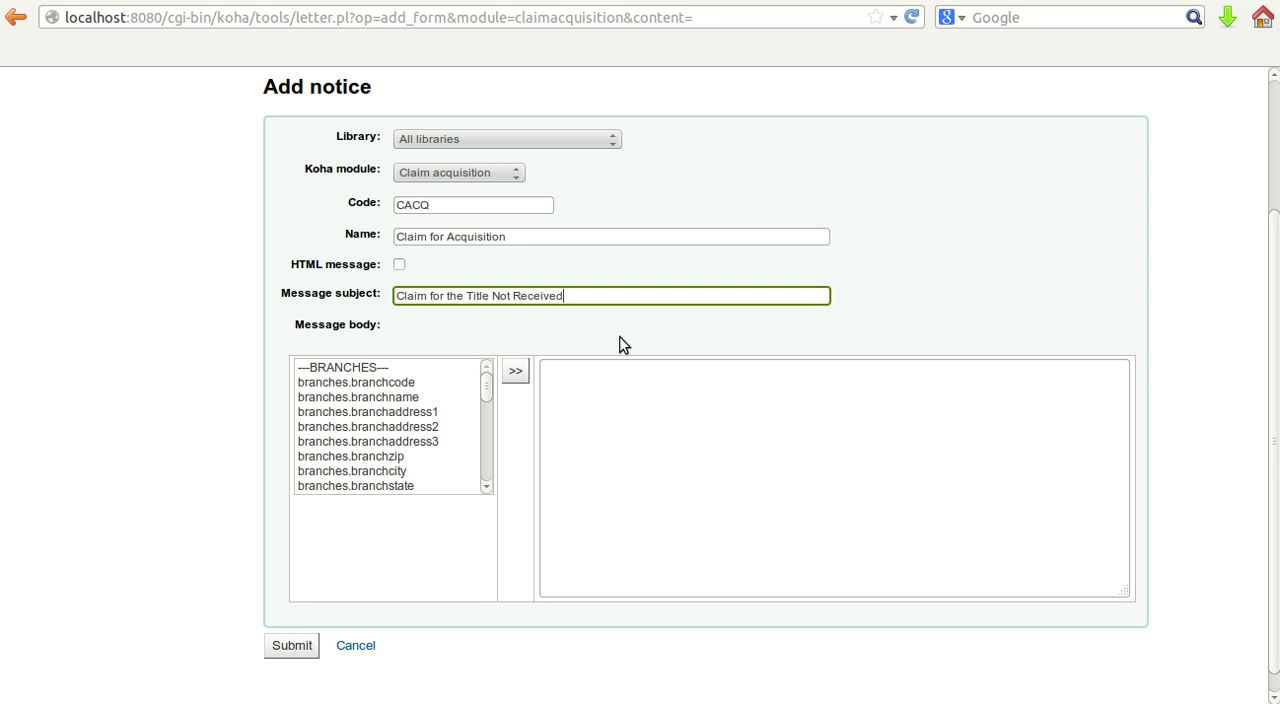 localhost:8080/cgi-bin/koha/tools/letter.pl?op=add_form&module=claimacquisition&content=
Google
Add notice
Library: All libraries
Koha module: Claim acquisition
Code: CACQ
Name: Claim for Acquisition
HTML message:
Message subject: Claim for the Title Not Received
Message body:
---BRANCHES---
branches.branchcode
branches.branchname
branches.branchaddress1
branches.branchaddress2
branches.branchaddress3
branches.branchzip
branches.branchcity
branches.branchstate
>>
Submit Cancel